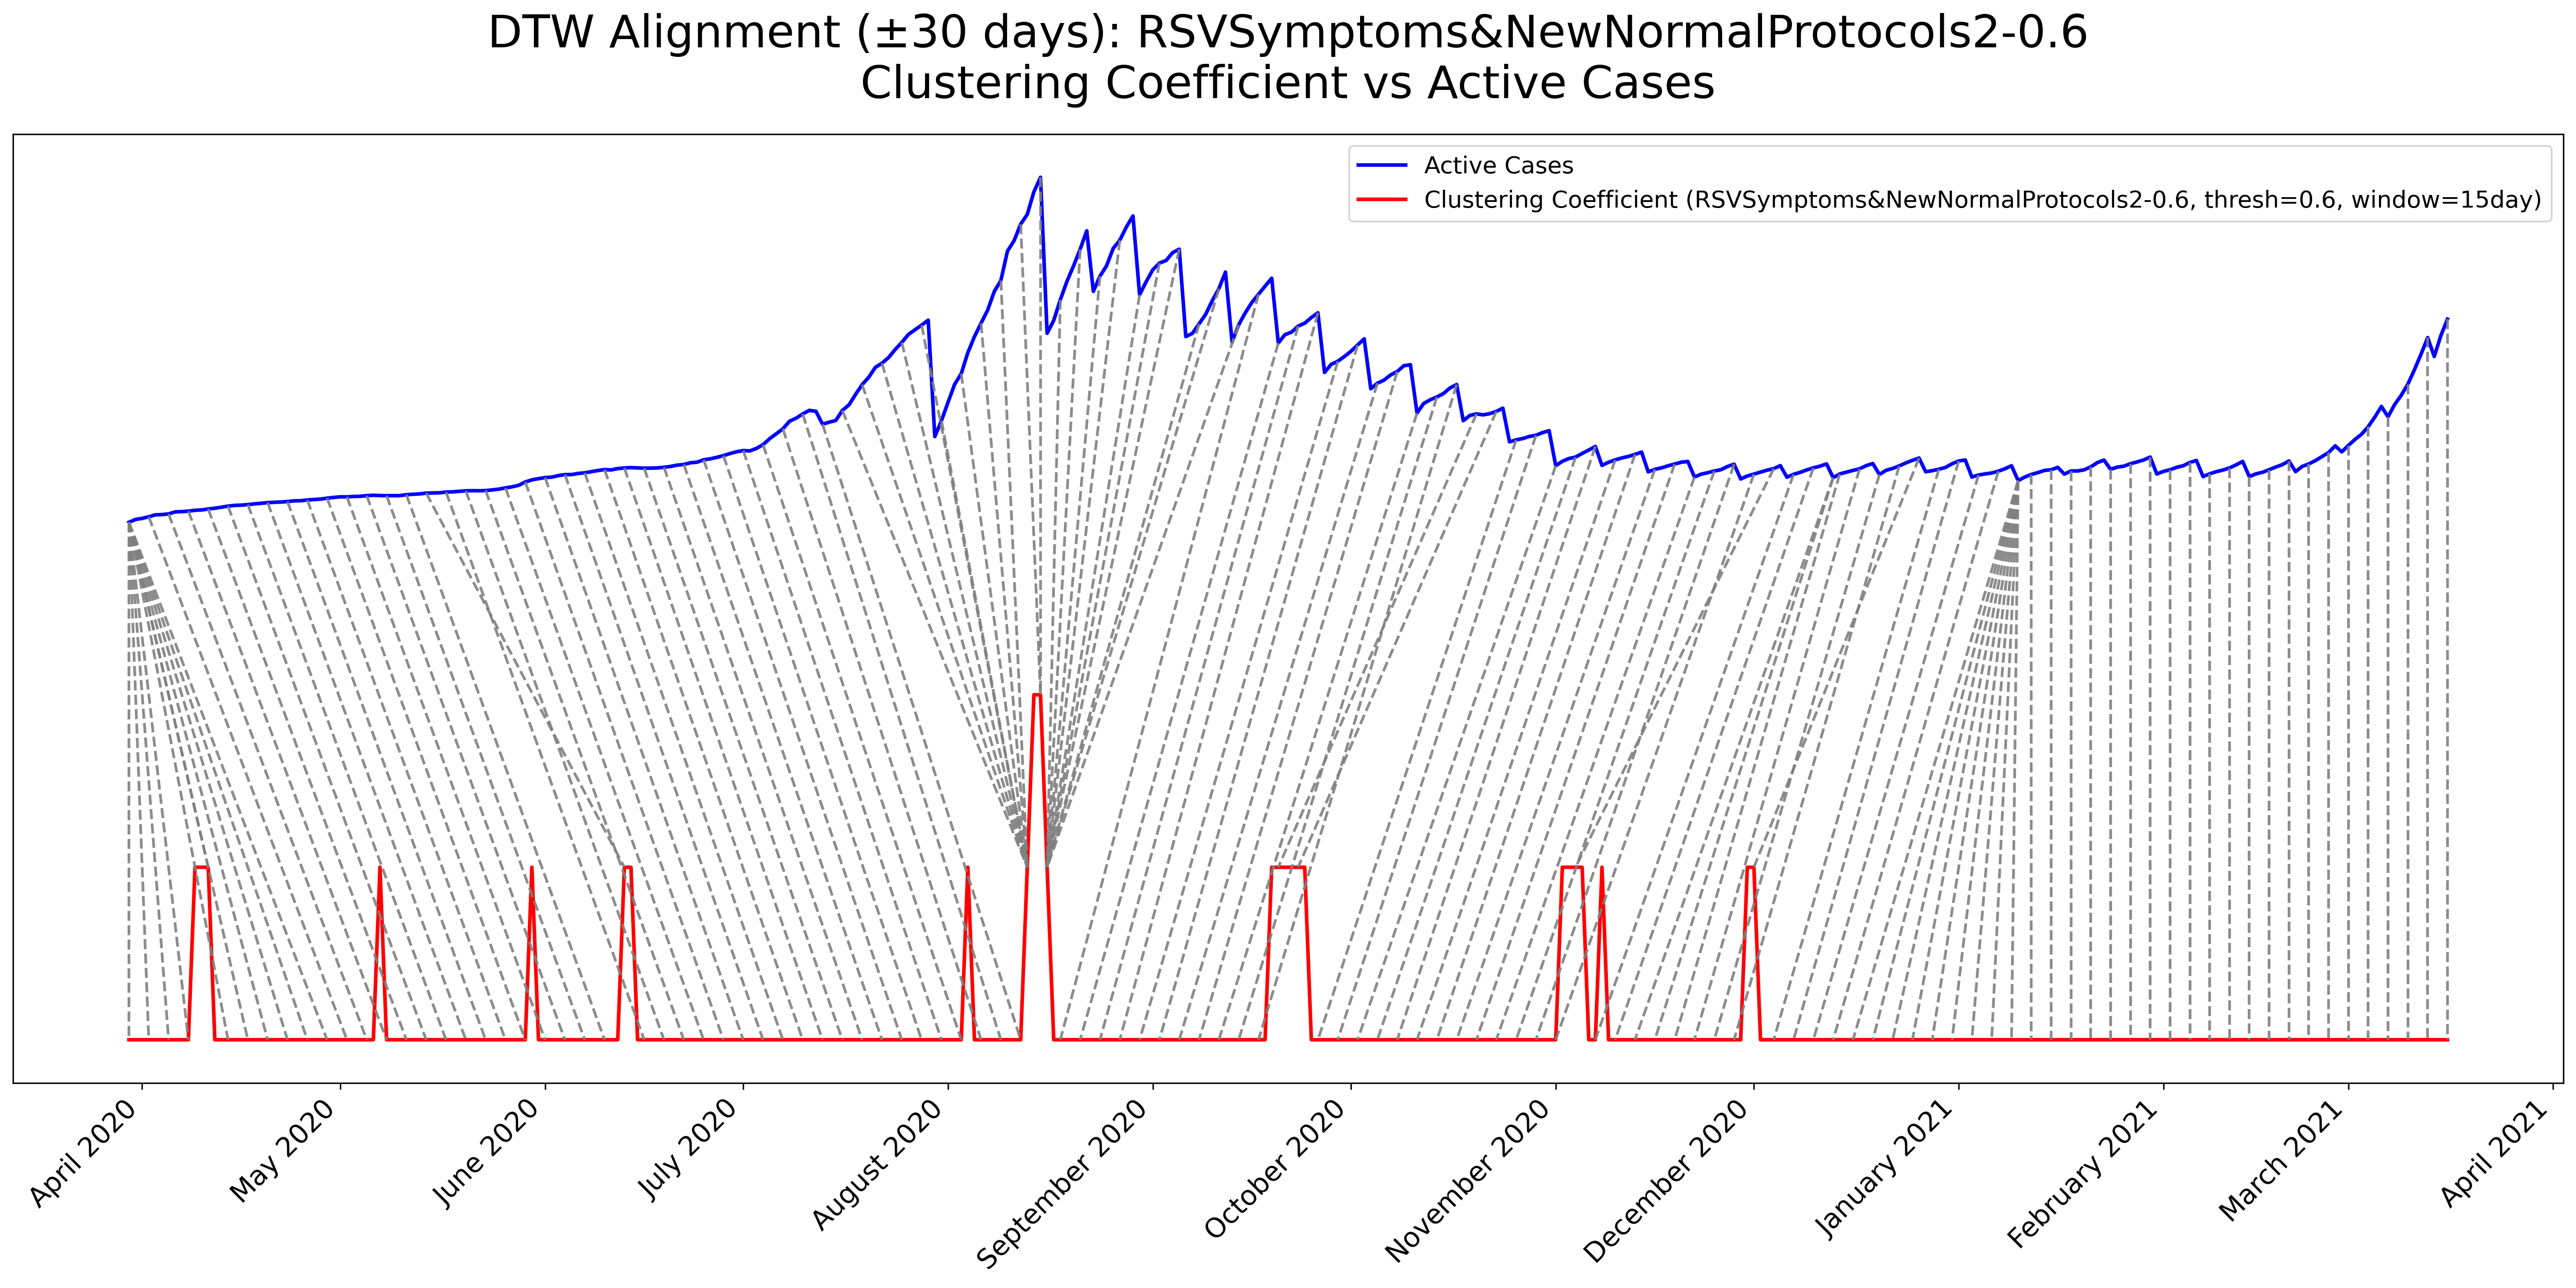 DTW Alignment (±30 days): RSVSymptoms&NewNormalProtocols2-0.6
Clustering Coefficient vs Active Cases
Active Cases
Clustering Coefficient (RSVSymptoms&NewNormalProtocols2-0.6, thresh=0.6, window=15day)
April 2020
May 2020
June 2020
July 2020
August 2020
September 2020
October 2020
November 2020
December 2020
January 2021
February 2021
March 2021
April 2021